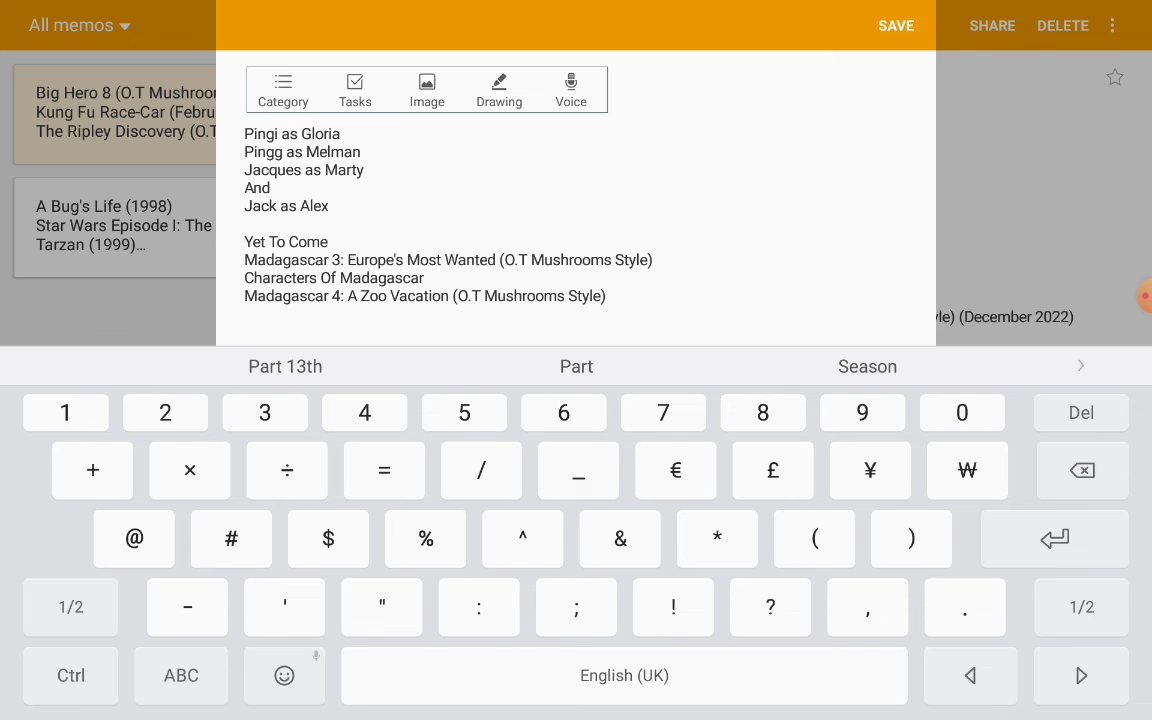 All memos
SAVE
SHARE
DELETE
Big Hero 8 (O.T Mushroo
Kung Fu Race-Car (Febru
The Ripley Discovery (O.T
A Bug's Life (1998)
Star Wars Episode I: The
Tarzan (1999)...
Category Tasks Image Drawing Voice
Pingi as Gloria
Pingg as Melman
Jacques as Marty
And
Jack as Alex
Yet To Come
Madagascar 3: Europe's Most Wanted (O.T Mushrooms Style)
Characters Of Madagascar
Madagascar 4: A Zoo Vacation (O.T Mushrooms Style)
yle) (December 2022)
Part 13th Part Season
1 2 3 4 5 6 7 8 9 0 Del
+ × ÷ = / _ € £ ¥ ₩
@ # $ % ^ & * ( )
1/2 - ' " : ; ! ? , . 1/2
Ctrl ABC English (UK)